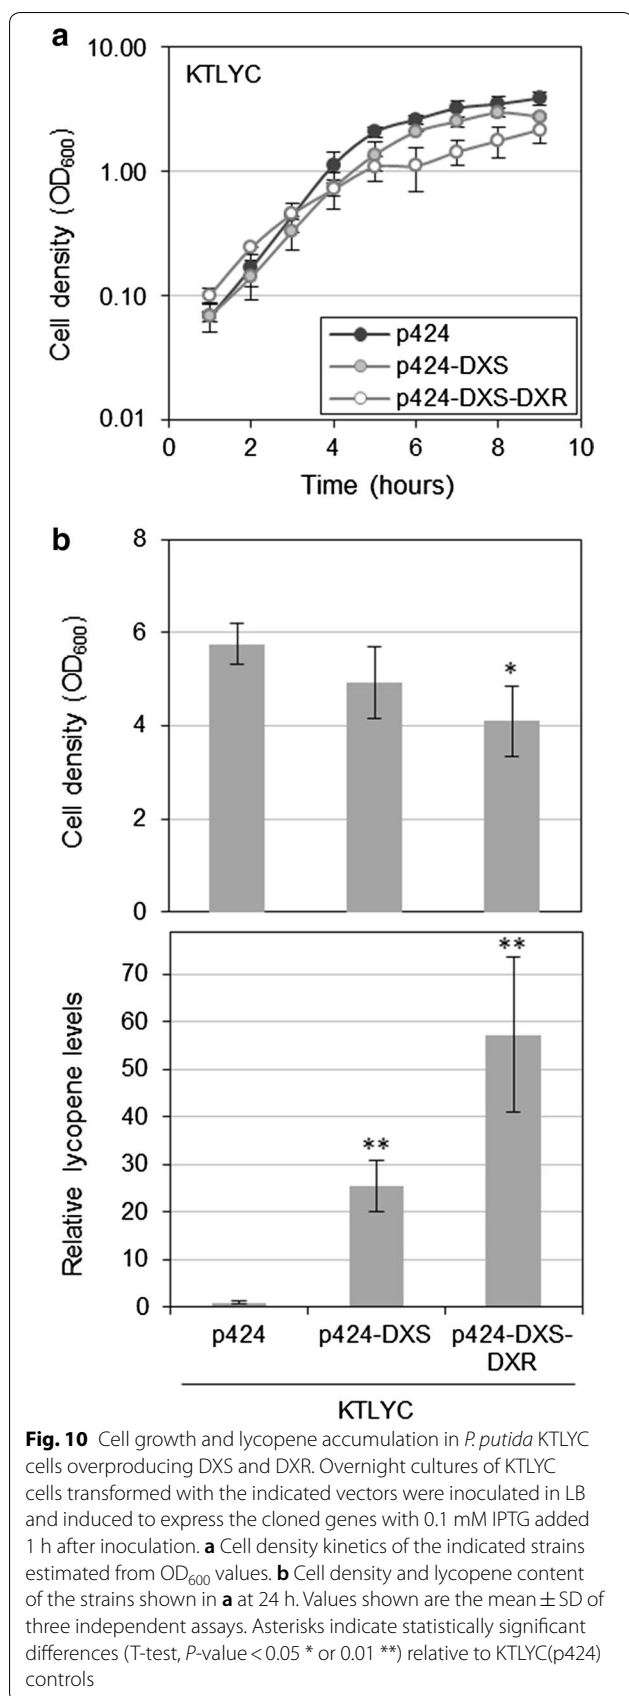 a
10.00
KTLYC
1.00
0.10
0.01
Cell density (OD600)
p424
p424-DXS
p424-DXS-DXR
0 2 4 6 8 10
Time (hours)
b
8
6
4
2
0
Cell density (OD600)
*
70
60
50
40
30
20
10
0
Relative lycopene levels
**
**
p424 p424-DXS p424-DXS-
DXR
KTLYC
Fig. 10 Cell growth and lycopene accumulation in P. putida KTLYC
cells overproducing DXS and DXR. Overnight cultures of KTLYC
cells transformed with the indicated vectors were inoculated in LB
and induced to express the cloned genes with 0.1 mM IPTG added
1 h after inoculation. a Cell density kinetics of the indicated strains
estimated from OD600 values. b Cell density and lycopene content
of the strains shown in a at 24 h. Values shown are the mean ± SD of
three independent assays. Asterisks indicate statistically significant
differences (T-test, P-value < 0.05 * or 0.01 **) relative to KTLYC(p424)
controls